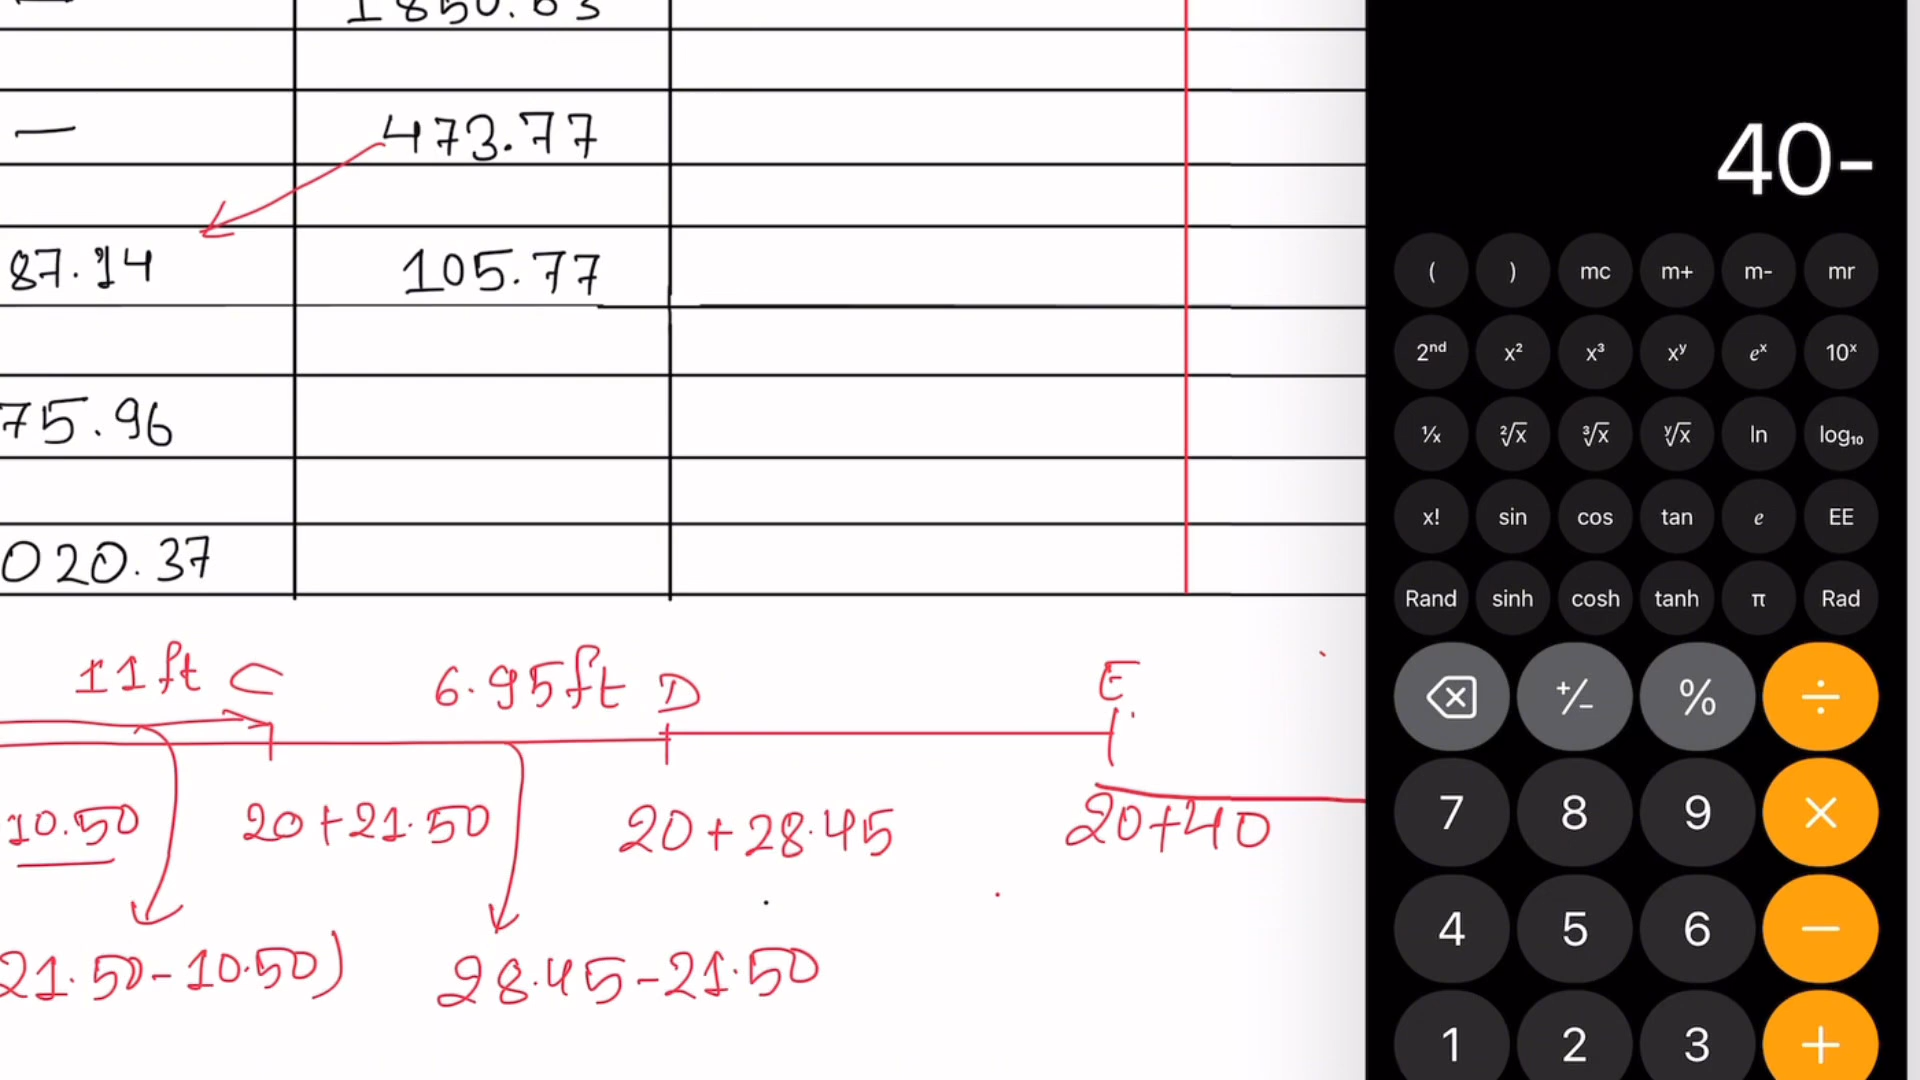 1850.63
— 473.77
87.14 105.77
75.96
020.37
11ft C 6.95ft D E
10.50 20+21.50 20+28.45 20+40
21.50-10.50) 28.45-21.50
40-
( ) mc m+ m- mr
2nd x² x³ xʸ eˣ 10ˣ
¹/x ²√x ³√x ʸ√x ln log₁₀
x! sin cos tan e EE
Rand sinh cosh tanh π Rad
+/- % ÷
7 8 9 ×
4 5 6 −
1 2 3 +